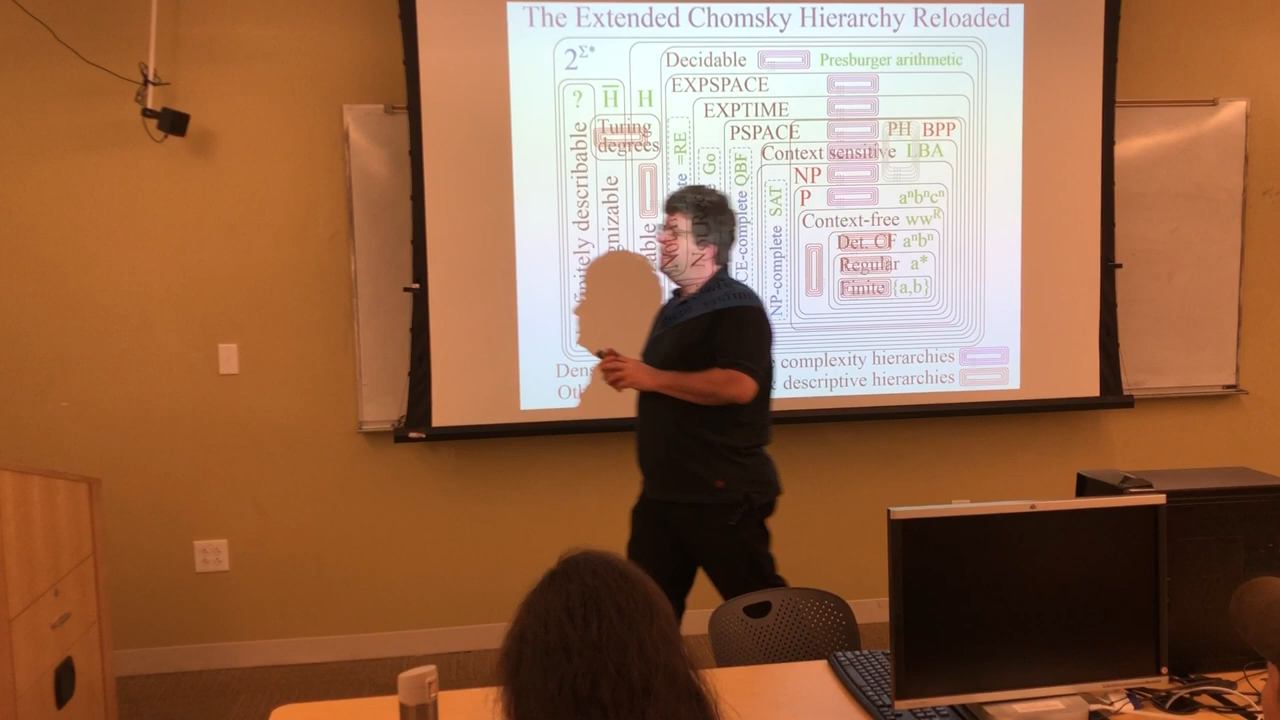 The Extended Chomsky Hierarchy Reloaded
2^Σ*
Decidable
Presburger arithmetic
EXPSPACE
? H̅ H
EXPTIME
Turing
degrees
PSPACE
PH BPP
Context sensitive LBA
NP
P
aⁿbⁿcⁿ
Context-free wwᴿ
Det. CF aⁿbⁿ
Regular a*
Finite {a,b}
finitely describable
=RE
Go
QBF
-complete
NP-complete SAT
complexity hierarchies
& descriptive hierarchies